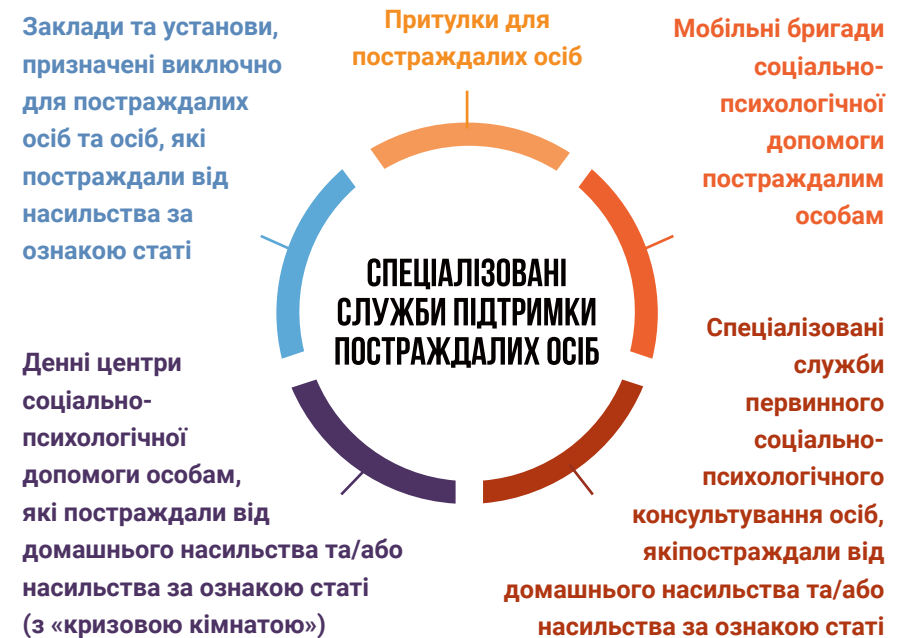 Заклади та установи,
призначені виключно
для постраждалих
осіб та осіб, які
постраждали від
насильства за
ознакою статі
Притулки для
постраждалих осіб
Мобільні бригади
соціально-
психологічної
допомоги
постраждалим
особам
СПЕЦІАЛІЗОВАНІ
СЛУЖБИ ПІДТРИМКИ
ПОСТРАЖДАЛИХ ОСІБ
Денні центри
соціально-
психологічної
допомоги особам,
які постраждали від
домашнього насильства та/або
насильства за ознакою статі
(з «кризовою кімнатою»)
Спеціалізовані
служби
первинного
соціально-
психологічного
консультування осіб,
якіпостраждали від
домашнього насильства та/або
насильства за ознакою статі